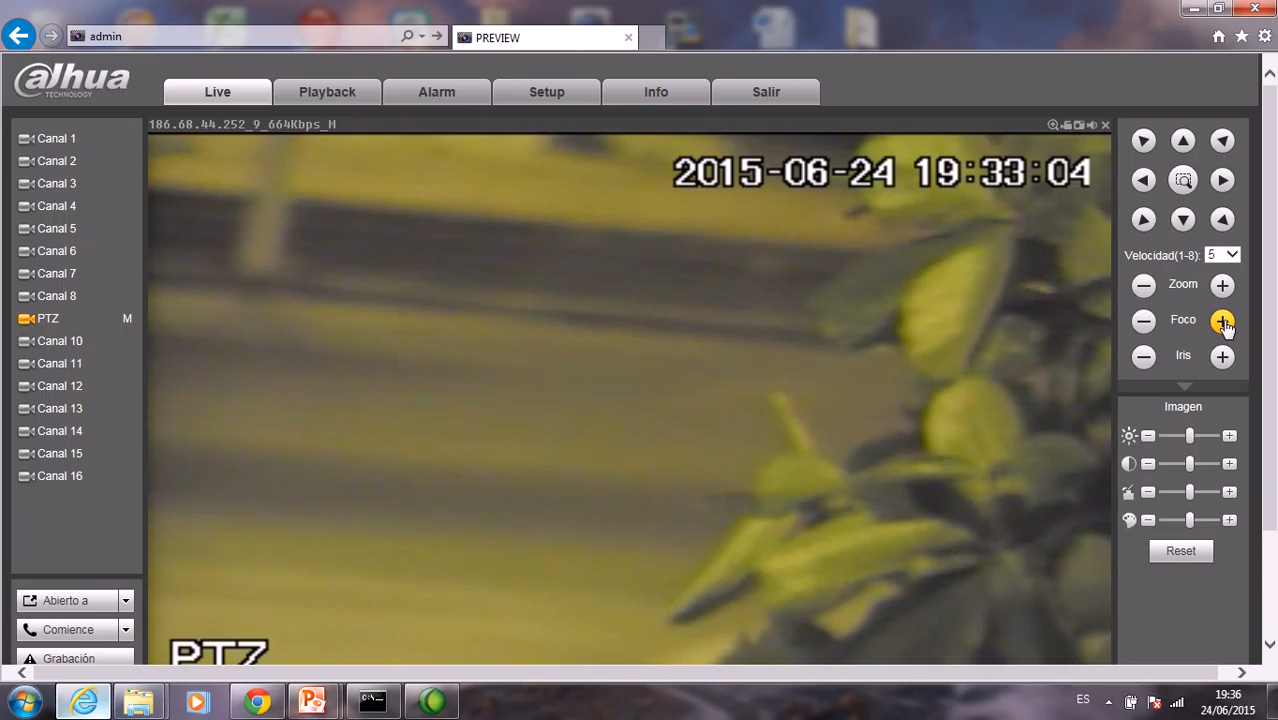 admin
PREVIEW
alhua
TECHNOLOGY
Live
Playback
Alarm
Setup
Info
Salir
186.68.44.252_9_664Kbps_M
2015-06-24 19:33:04
Canal 1
Canal 2
Canal 3
Canal 4
Canal 5
Canal 6
Canal 7
Canal 8
PTZ M
Canal 10
Canal 11
Canal 12
Canal 13
Canal 14
Canal 15
Canal 16
Velocidad(1-8): 5
Zoom
Foco
Iris
Imagen
Reset
Abierto a
Comience
Grabación
PTZ
ES
19:36
24/06/2015